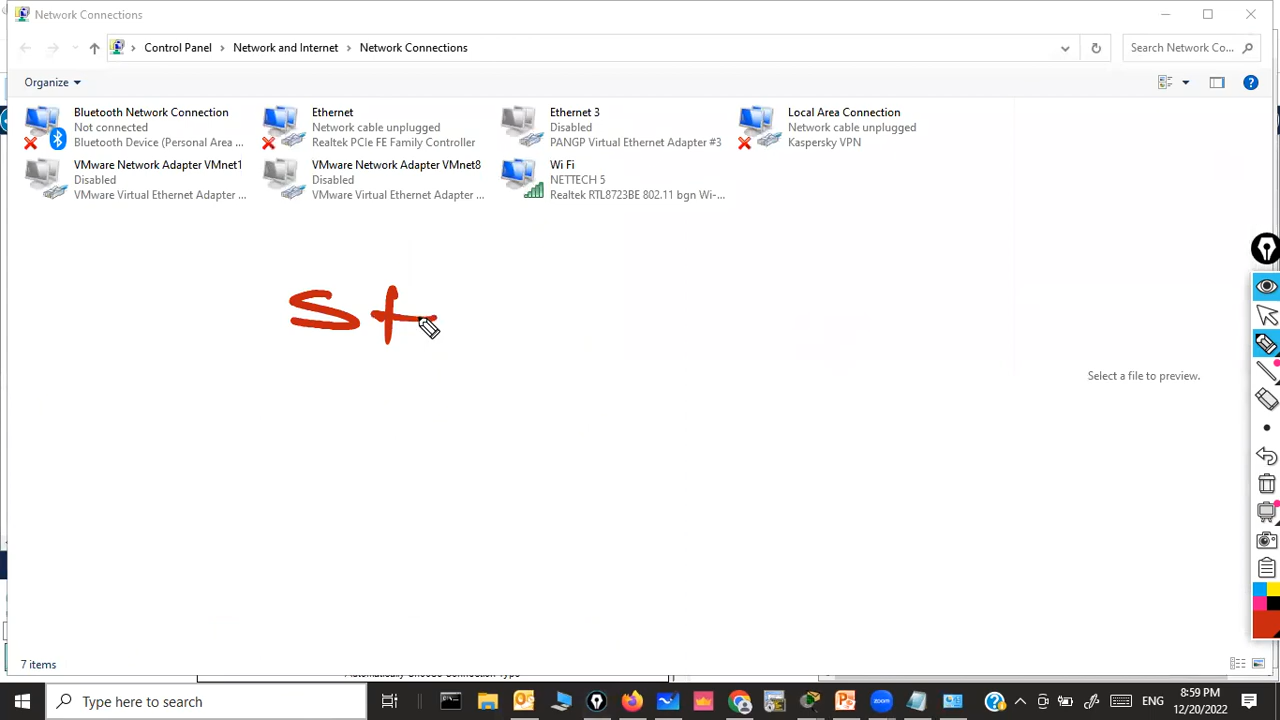 Network Connections
Control Panel Network and Internet Network Connections Search Network Co...
Organize
Bluetooth Network Connection
Not connected
Bluetooth Device (Personal Area ...
Ethernet
Network cable unplugged
Realtek PCIe FE Family Controller
Ethernet 3
Disabled
PANGP Virtual Ethernet Adapter #3
Local Area Connection
Network cable unplugged
Kaspersky VPN
VMware Network Adapter VMnet1
Disabled
VMware Virtual Ethernet Adapter ...
VMware Network Adapter VMnet8
Disabled
VMware Virtual Ethernet Adapter ...
Wi Fi
NETTECH 5
Realtek RTL8723BE 802.11 bgn Wi-...
St
Select a file to preview.
7 items
Automatically Choose Connection Type
Type here to search
ENG
8:59 PM
12/20/2022